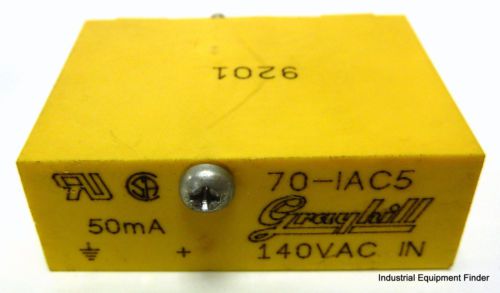 9201
70-IAC5
Grayhill
50mA
+
140VAC IN
Industrial Equipment Finder